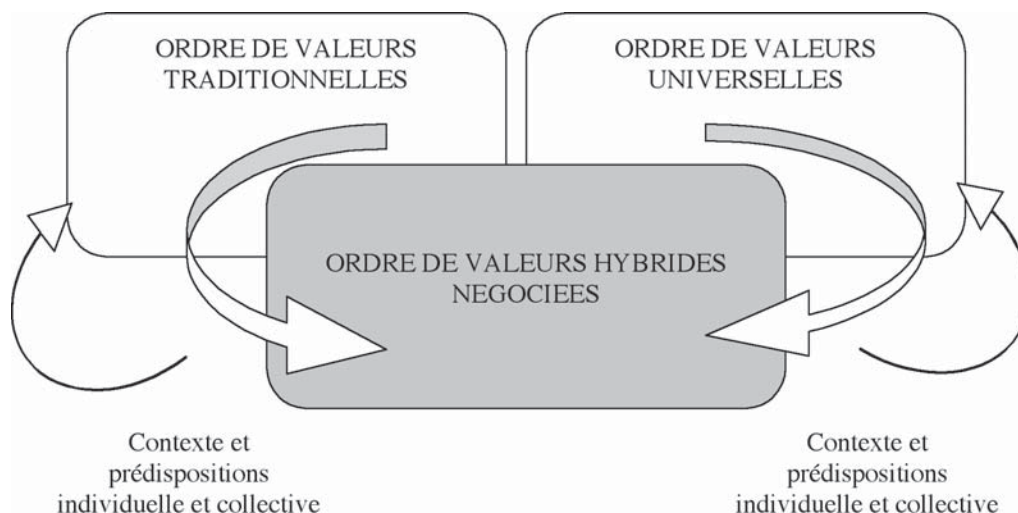 ORDRE DE VALEURS
TRADITIONNELLES
ORDRE DE VALEURS
UNIVERSELLES
ORDRE DE VALEURS HYBRIDES
NEGOCIEES
Contexte et
prédispositions
individuelle et collective
Contexte et
prédispositions
individuelle et collective